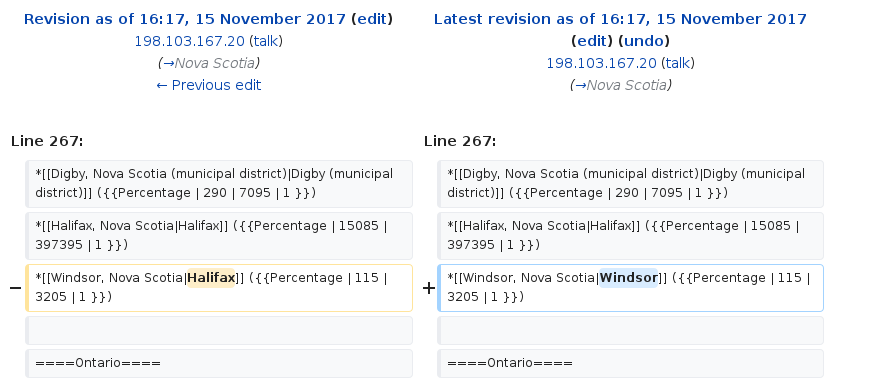 Revision as of 16:17, 15 November 2017 (edit)
198.103.167.20 (talk)
(→Nova Scotia)
← Previous edit
Latest revision as of 16:17, 15 November 2017
(edit) (undo)
198.103.167.20 (talk)
(→Nova Scotia)
Line 267:
Line 267:
*[[Digby, Nova Scotia (municipal district)|Digby (municipal
district)]] ({{Percentage | 290 | 7095 | 1 }})
*[[Digby, Nova Scotia (municipal district)|Digby (municipal
district)]] ({{Percentage | 290 | 7095 | 1 }})
*[[Halifax, Nova Scotia|Halifax]] ({{Percentage | 15085 |
397395 | 1 }})
*[[Halifax, Nova Scotia|Halifax]] ({{Percentage | 15085 |
397395 | 1 }})
− *[[Windsor, Nova Scotia|Halifax]] ({{Percentage | 115 |
3205 | 1 }})
+ *[[Windsor, Nova Scotia|Windsor]] ({{Percentage | 115 |
3205 | 1 }})
====Ontario====
====Ontario====